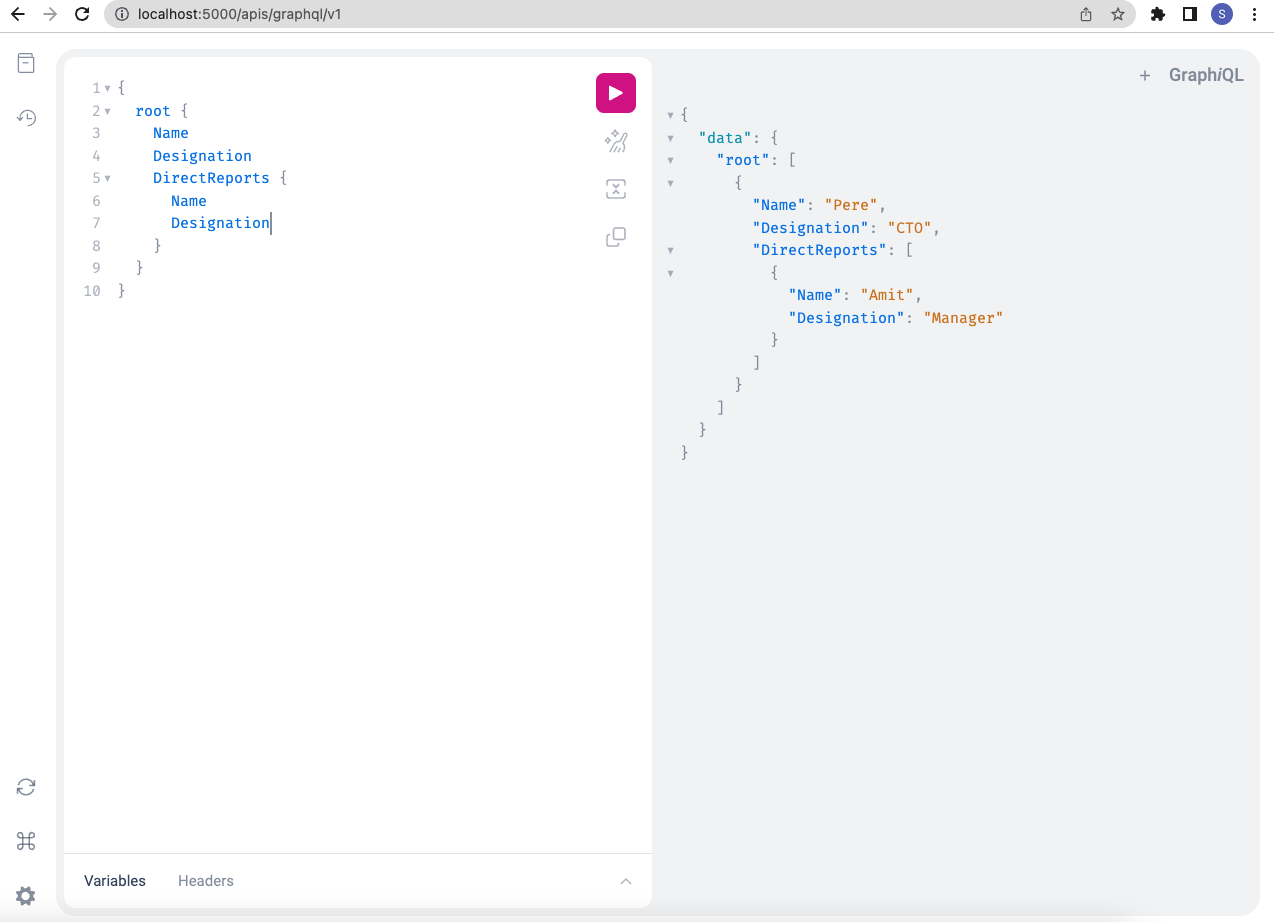 localhost:5000/apis/graphql/v1
S
1 {
2 root {
3 Name
4 Designation
5 DirectReports {
6 Name
7 Designation
8 }
9 }
10 }
Variables Headers
+ GraphiQL
{
"data": {
"root": [
{
"Name": "Pere",
"Designation": "CTO",
"DirectReports": [
{
"Name": "Amit",
"Designation": "Manager"
}
]
}
]
}
}